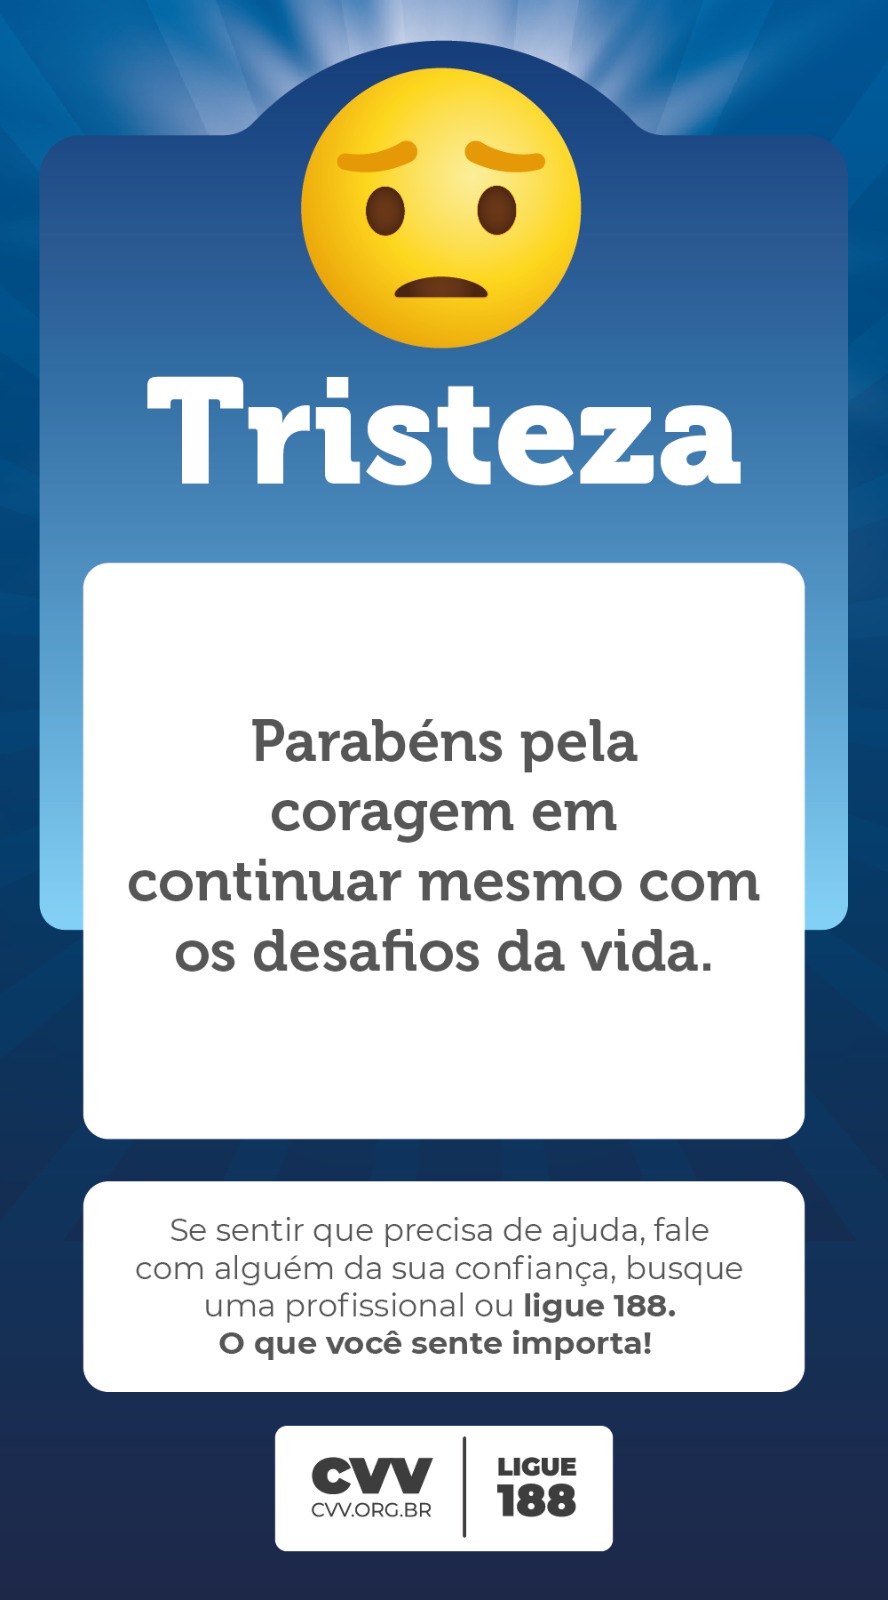 Tristeza
Parabéns pela
coragem em
continuar mesmo com
os desafios da vida.
Se sentir que precisa de ajuda, fale
com alguém da sua confiança, busque
uma profissional ou ligue 188.
O que você sente importa!
CVV
CVV.ORG.BR
LIGUE
188